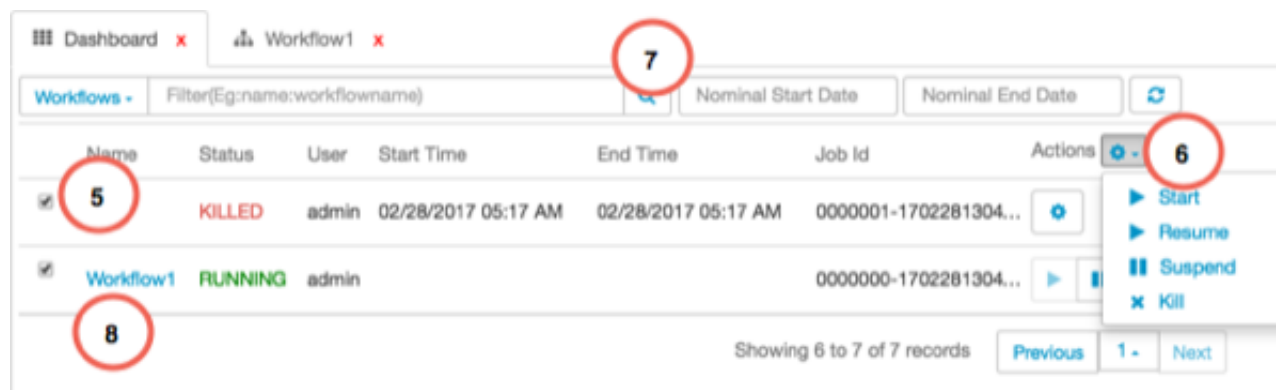 Dashboard x Workflow1 x
7
Workflows Filter(Eg:name:workflowname) Nominal Start Date Nominal End Date
Name Status User Start Time End Time Job Id Actions 6
5 KILLED admin 02/28/2017 05:17 AM 02/28/2017 05:17 AM 0000001-1702281304...
Start
Resume
Workflow1 RUNNING admin 0000000-1702281304...
Suspend
Kill
8
Showing 6 to 7 of 7 records Previous 1 Next